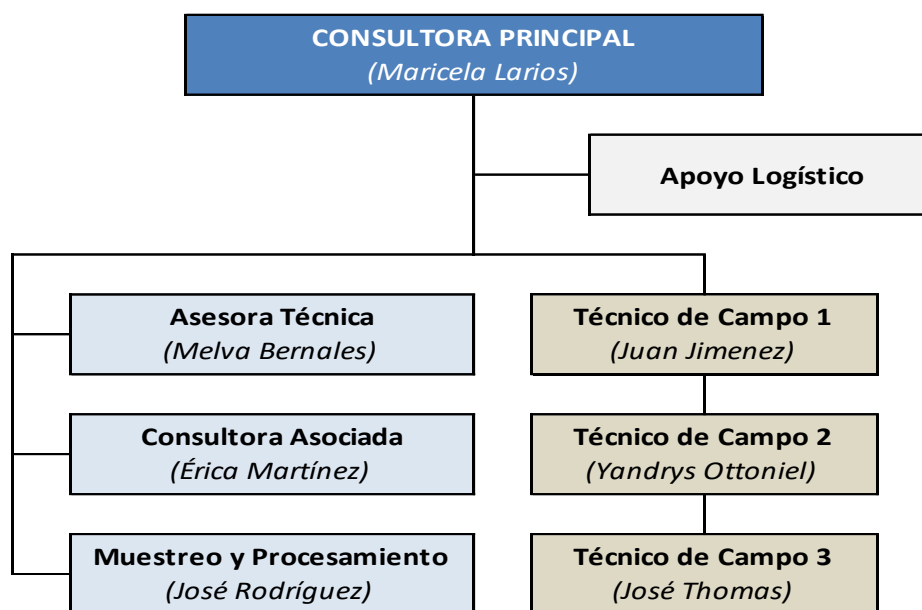 CONSULTORA PRINCIPAL
(Maricela Larios)
Apoyo Logístico
Asesora Técnica
(Melva Bernales)
Técnico de Campo 1
(Juan Jimenez)
Consultora Asociada
(Érica Martínez)
Técnico de Campo 2
(Yandrys Ottoniel)
Muestreo y Procesamiento
(José Rodríguez)
Técnico de Campo 3
(José Thomas)